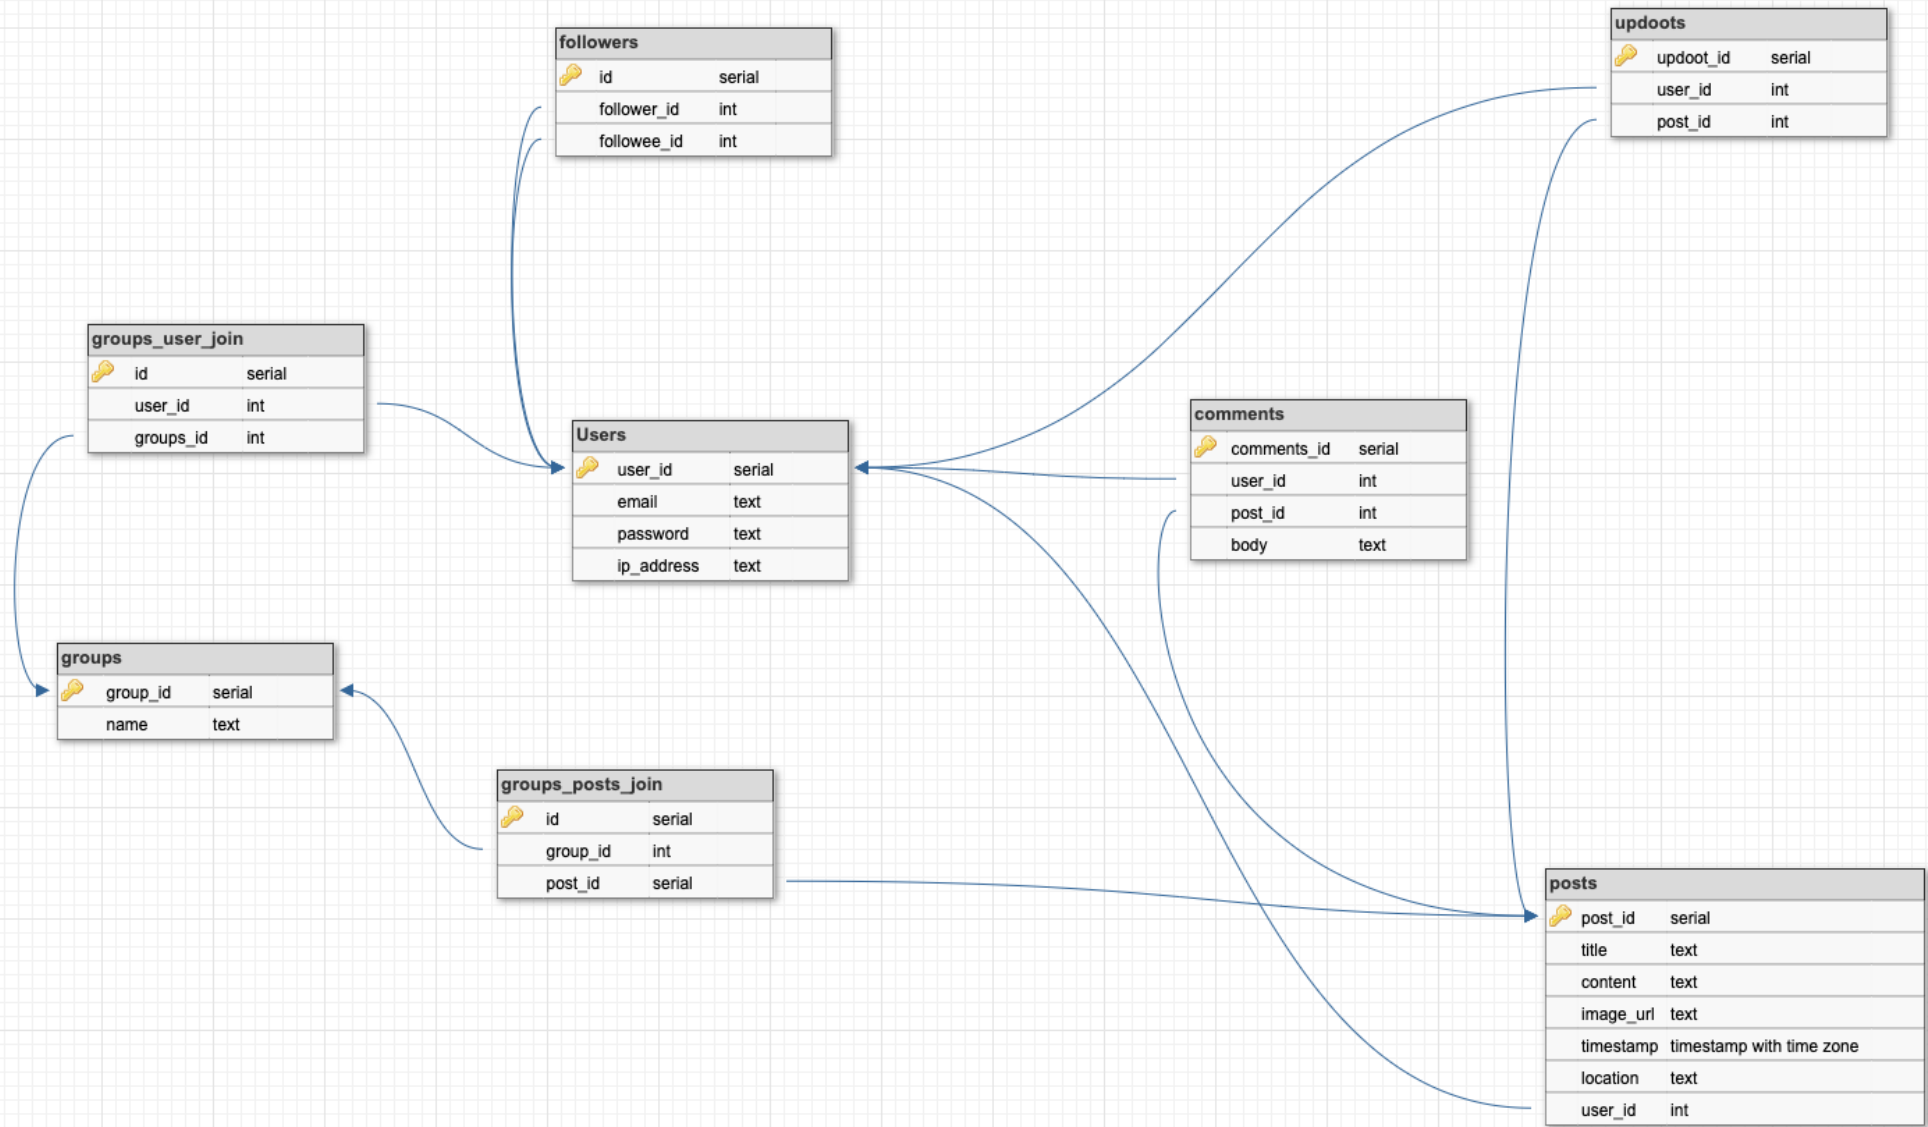 followers
id serial
follower_id int
followee_id int
updoots
updoot_id serial
user_id int
post_id int
groups_user_join
id serial
user_id int
groups_id int
Users
user_id serial
email text
password text
ip_address text
comments
comments_id serial
user_id int
post_id int
body text
groups
group_id serial
name text
groups_posts_join
id serial
group_id int
post_id serial
posts
post_id serial
title text
content text
image_url text
timestamp timestamp with time zone
location text
user_id int